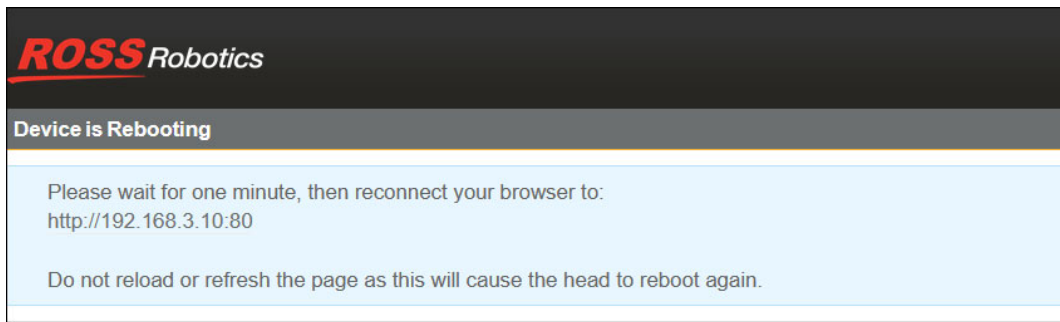 ROSS Robotics
Device is Rebooting
Please wait for one minute, then reconnect your browser to:
http://192.168.3.10:80
Do not reload or refresh the page as this will cause the head to reboot again.